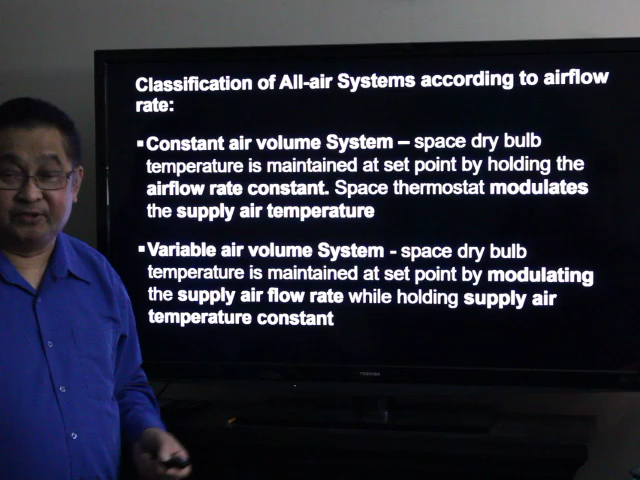 Classification of All-air Systems according to airflow
rate:
▪Constant air volume System – space dry bulb
temperature is maintained at set point by holding the
airflow rate constant. Space thermostat modulates
the supply air temperature
▪Variable air volume System - space dry bulb
temperature is maintained at set point by modulating
the supply air flow rate while holding supply air
temperature constant
TOSHIBA